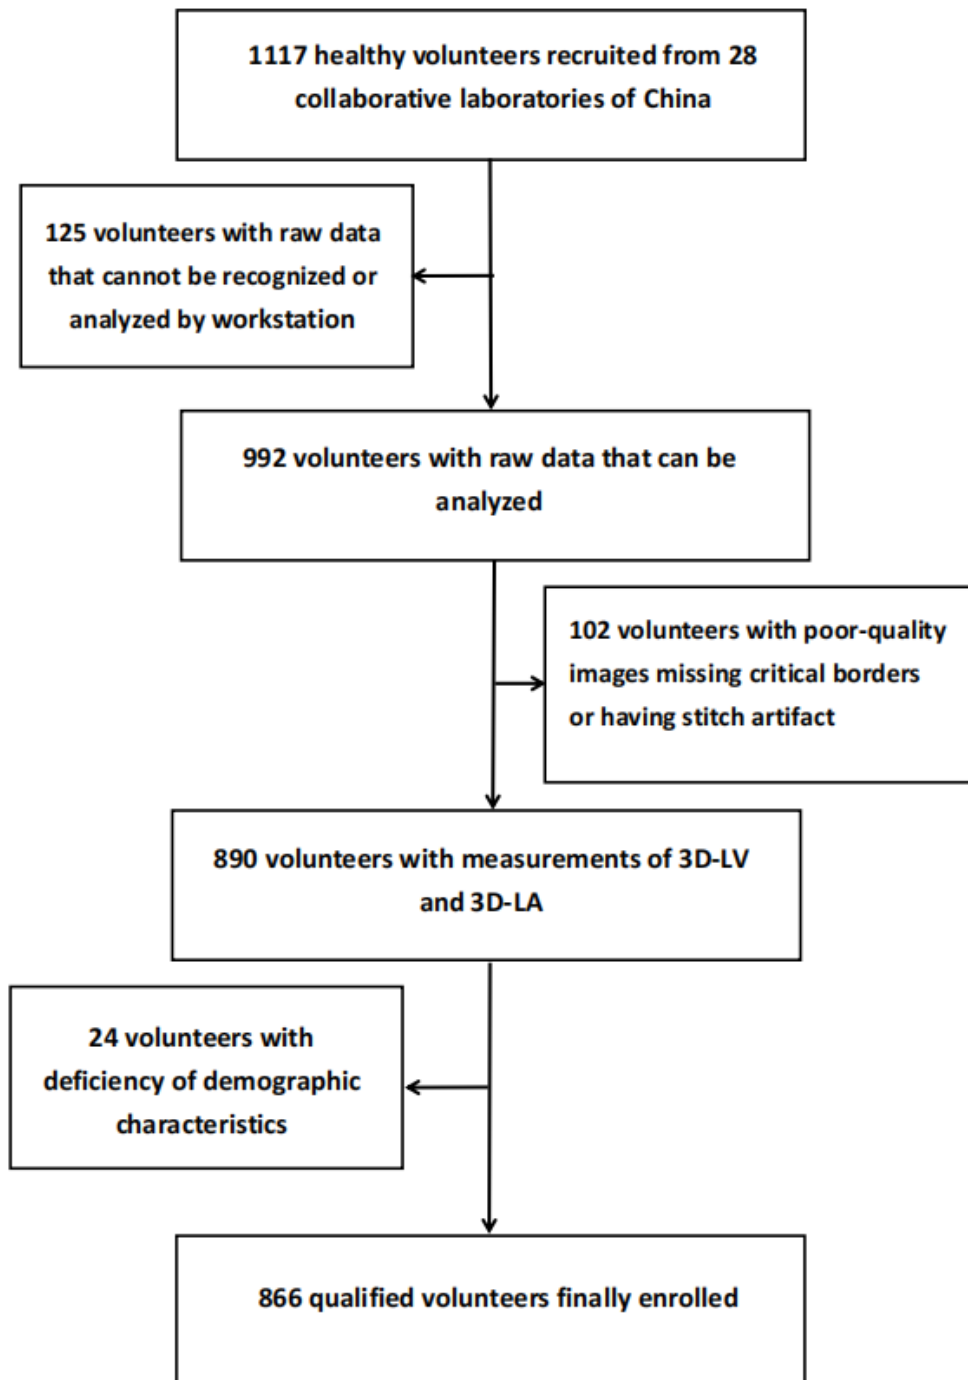 1117 healthy volunteers recruited from 28
collaborative laboratories of China
125 volunteers with raw data
that cannot be recognized or
analyzed by workstation
992 volunteers with raw data that can be
analyzed
102 volunteers with poor-quality
images missing critical borders
or having stitch artifact
890 volunteers with measurements of 3D-LV
and 3D-LA
24 volunteers with
deficiency of demographic
characteristics
866 qualified volunteers finally enrolled